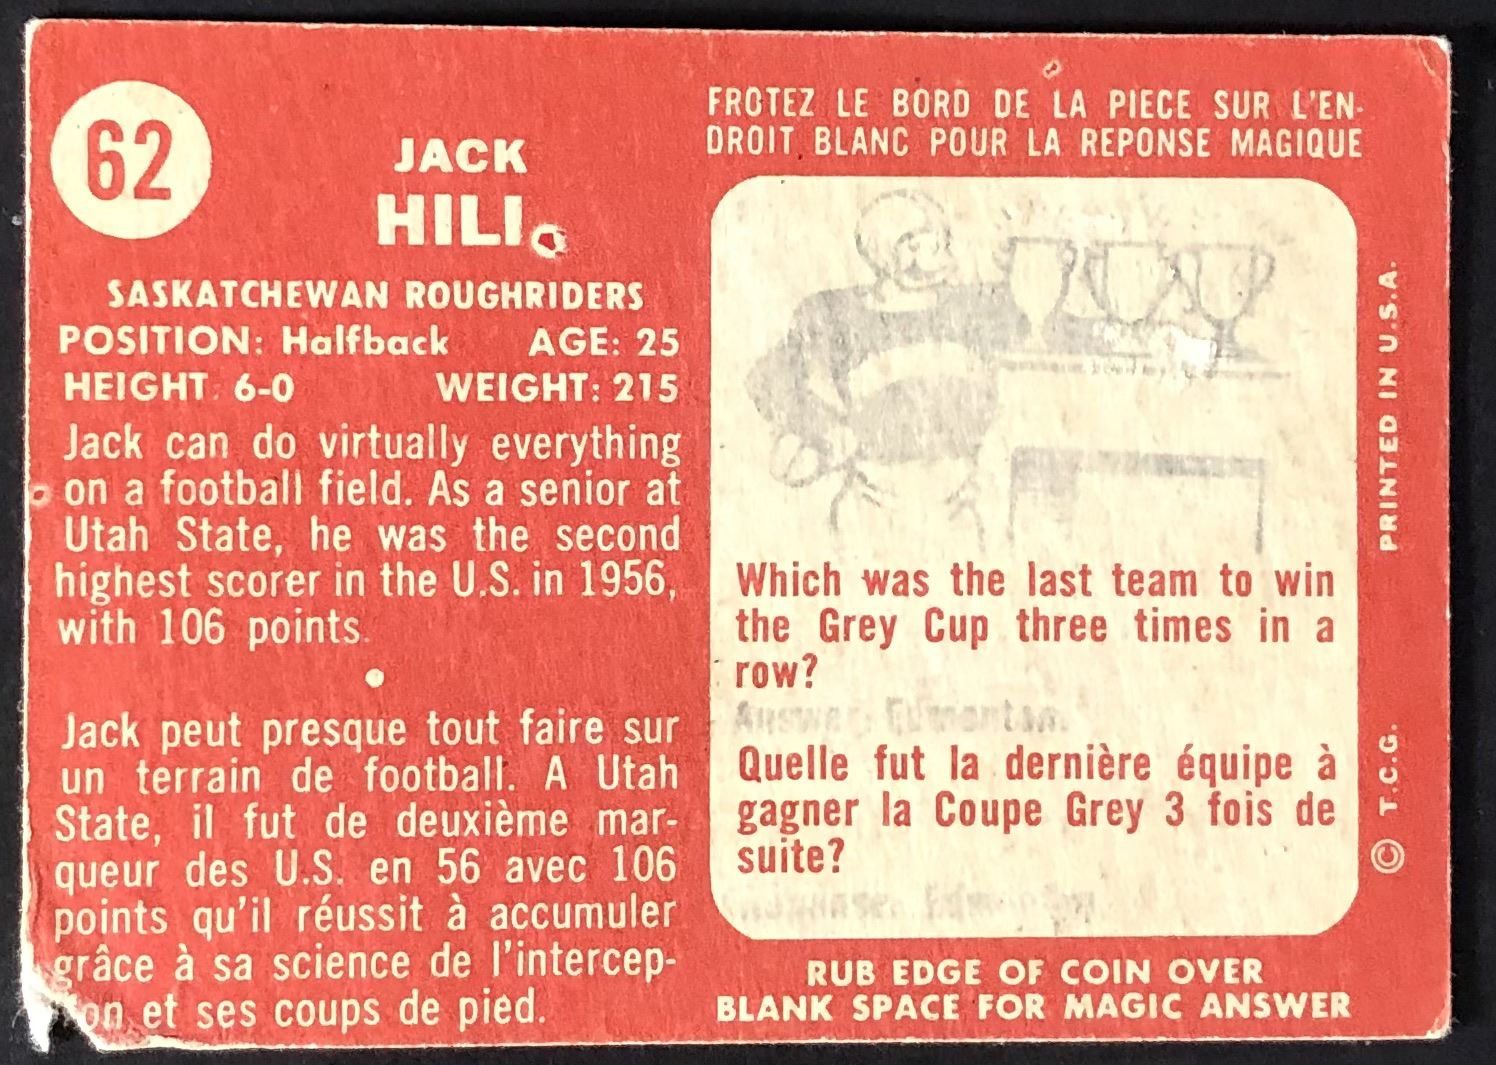 62
JACK
HILL
SASKATCHEWAN ROUGHRIDERS
POSITION: Halfback AGE: 25
HEIGHT: 6-0 WEIGHT: 215
Jack can do virtually everything
on a football field. As a senior at
Utah State, he was the second
highest scorer in the U.S. in 1956,
with 106 points.
Jack peut presque tout faire sur
un terrain de football. A Utah
State, il fut de deuxième mar-
queur des U.S. en 56 avec 106
points qu'il réussit à accumuler
grâce à sa science de l'intercep-
tion et ses coups de pied.
FROTEZ LE BORD DE LA PIECE SUR L'EN-
DROIT BLANC POUR LA REPONSE MAGIQUE
Which was the last team to win
the Grey Cup three times in a
row?
Answer: Edmonton.
Quelle fut la dernière équipe à
gagner la Coupe Grey 3 fois de
suite?
Edmonton
RUB EDGE OF COIN OVER
BLANK SPACE FOR MAGIC ANSWER
© T.C.G. PRINTED IN U.S.A.